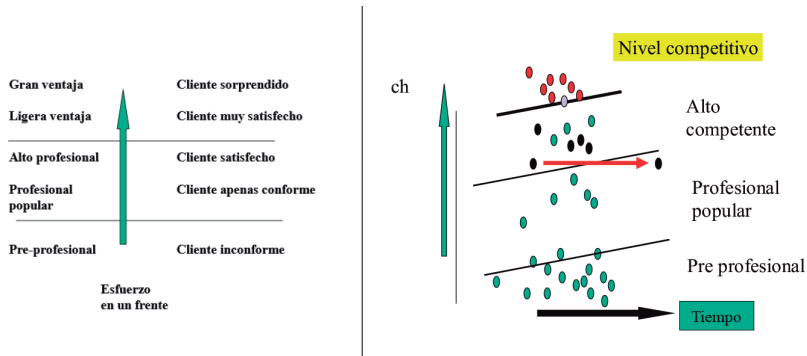 Gran ventaja
Cliente sorprendido
Ligera ventaja
Cliente muy satisfecho
Alto profesional
Cliente satisfecho
Profesional
popular
Cliente apenas conforme
Pre-profesional
Cliente inconforme
Esfuerzo
en un frente
Nivel competitivo
ch
Alto
competente
Profesional
popular
Pre profesional
Tiempo